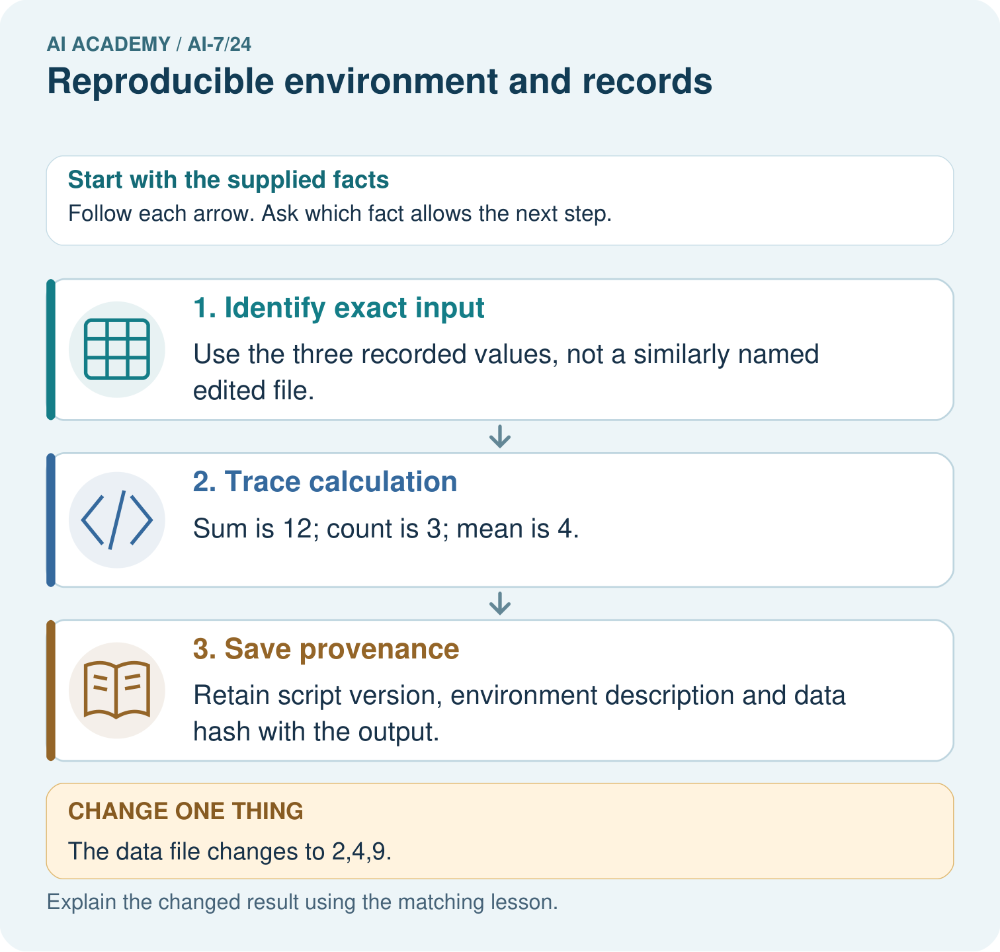 AI ACADEMY / AI-7/24
Reproducible environment and records
Start with the supplied facts
Follow each arrow. Ask which fact allows the next step.
1. Identify exact input
Use the three recorded values, not a similarly named
edited file.
2. Trace calculation
Sum is 12; count is 3; mean is 4.
3. Save provenance
Retain script version, environment description and data
hash with the output.
CHANGE ONE THING
The data file changes to 2,4,9.
Explain the changed result using the matching lesson.